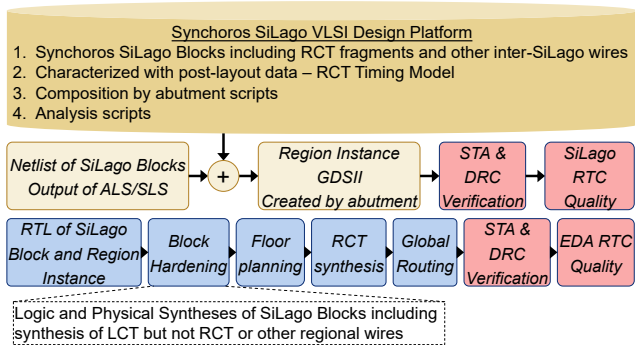 Synchoros SiLago VLSI Design Platform
1. Synchoros SiLago Blocks including RCT fragments and other inter-SiLago wires
2. Characterized with post-layout data – RCT Timing Model
3. Composition by abutment scripts
4. Analysis scripts
Netlist of SiLago Blocks
Output of ALS/SLS
+
Region Instance
GDSII
Created by abutment
STA &
DRC
Verification
SiLago
RTC
Quality
RTL of SiLago
Block and Region
Instance
Block
Hardening
Floor
planning
RCT
synthesis
Global
Routing
STA &
DRC
Verification
EDA RTC
Quality
Logic and Physical Syntheses of SiLago Blocks including
synthesis of LCT but not RCT or other regional wires